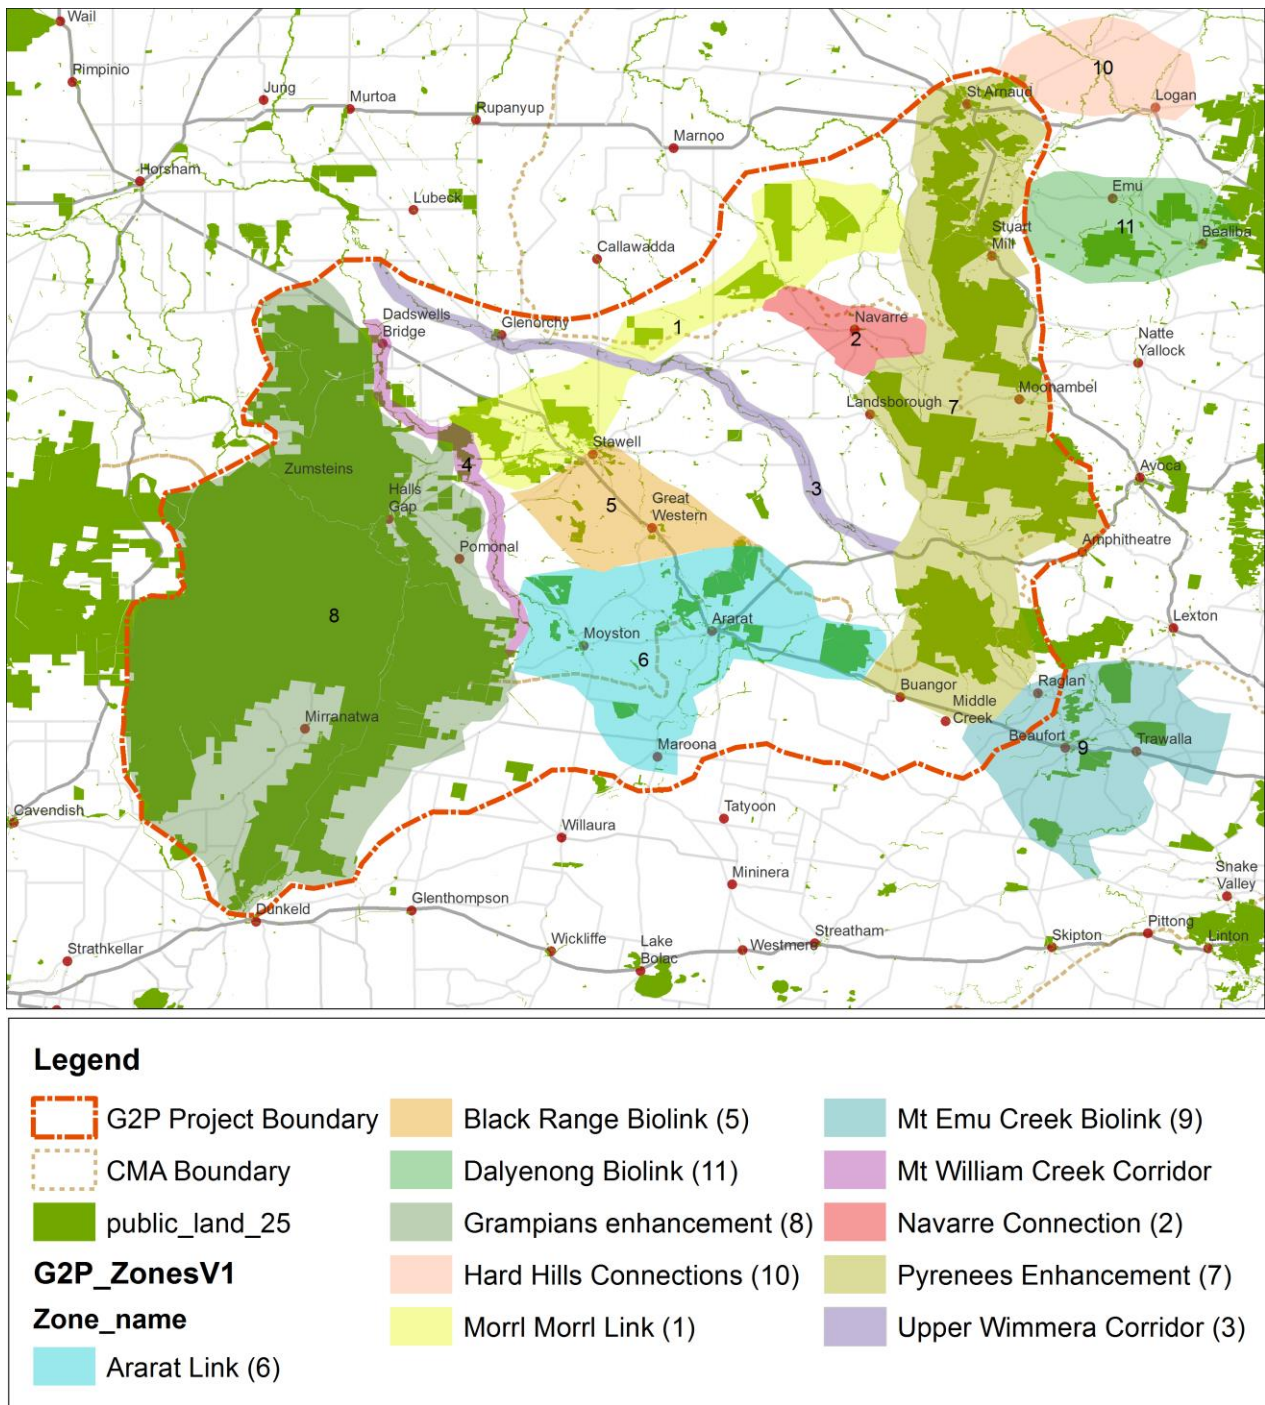 Wail
Pimpinio
Jung
Murtoa
Rupanyup
Marnoo
St Arnaud
10
Logan
Horsham
Lubeck
Callawadda
Emu
11
Bealiba
Stuart
Mill
Dadswells
Bridge
Glenorchy
1
Navarre
2
Natte
Yallock
Moonambel
Landsborough
7
Stawell
4
Zumsteins
Halls
Gap
5
Great
Western
3
Avoca
Pomonal
Amphitheatre
8
Moyston
Ararat
6
Lexton
Mirranatwa
Buangor
Middle
Creek
Raglan
Beaufort
9
Trawalla
Maroona
Cavendish
Willaura
Tatyoon
Mininera
Snake
Valley
Dunkeld
Glenthompson
Strathkellar
Wickliffe
Lake
Bolac
Westmere
Streatham
Skipton
Pittong
Linton
Legend
G2P Project Boundary
CMA Boundary
public_land_25
G2P_ZonesV1
Zone_name
Ararat Link (6)
Black Range Biolink (5)
Dalyenong Biolink (11)
Grampians enhancement (8)
Hard Hills Connections (10)
Morrl Morrl Link (1)
Mt Emu Creek Biolink (9)
Mt William Creek Corridor
Navarre Connection (2)
Pyrenees Enhancement (7)
Upper Wimmera Corridor (3)